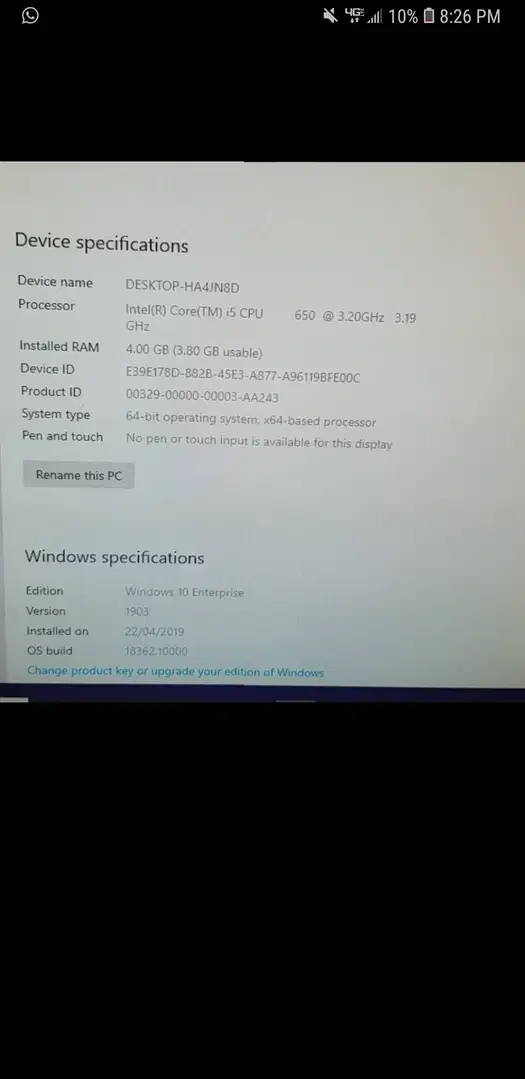 4G 10% 8:26 PM
Device specifications
Device name DESKTOP-HA4JN8D
Processor Intel(R) Core(TM) i5 CPU 650 @ 3.20GHz 3.19
GHz
Installed RAM 4.00 GB (3.80 GB usable)
Device ID E39E178D-882B-45E3-A877-A96119BFE00C
Product ID 00329-00000-00003-AA243
System type 64-bit operating system, x64-based processor
Pen and touch No pen or touch input is available for this display
Rename this PC
Windows specifications
Edition Windows 10 Enterprise
Version 1903
Installed on 22/04/2019
OS build 18362.10000
Change product key or upgrade your edition of Windows